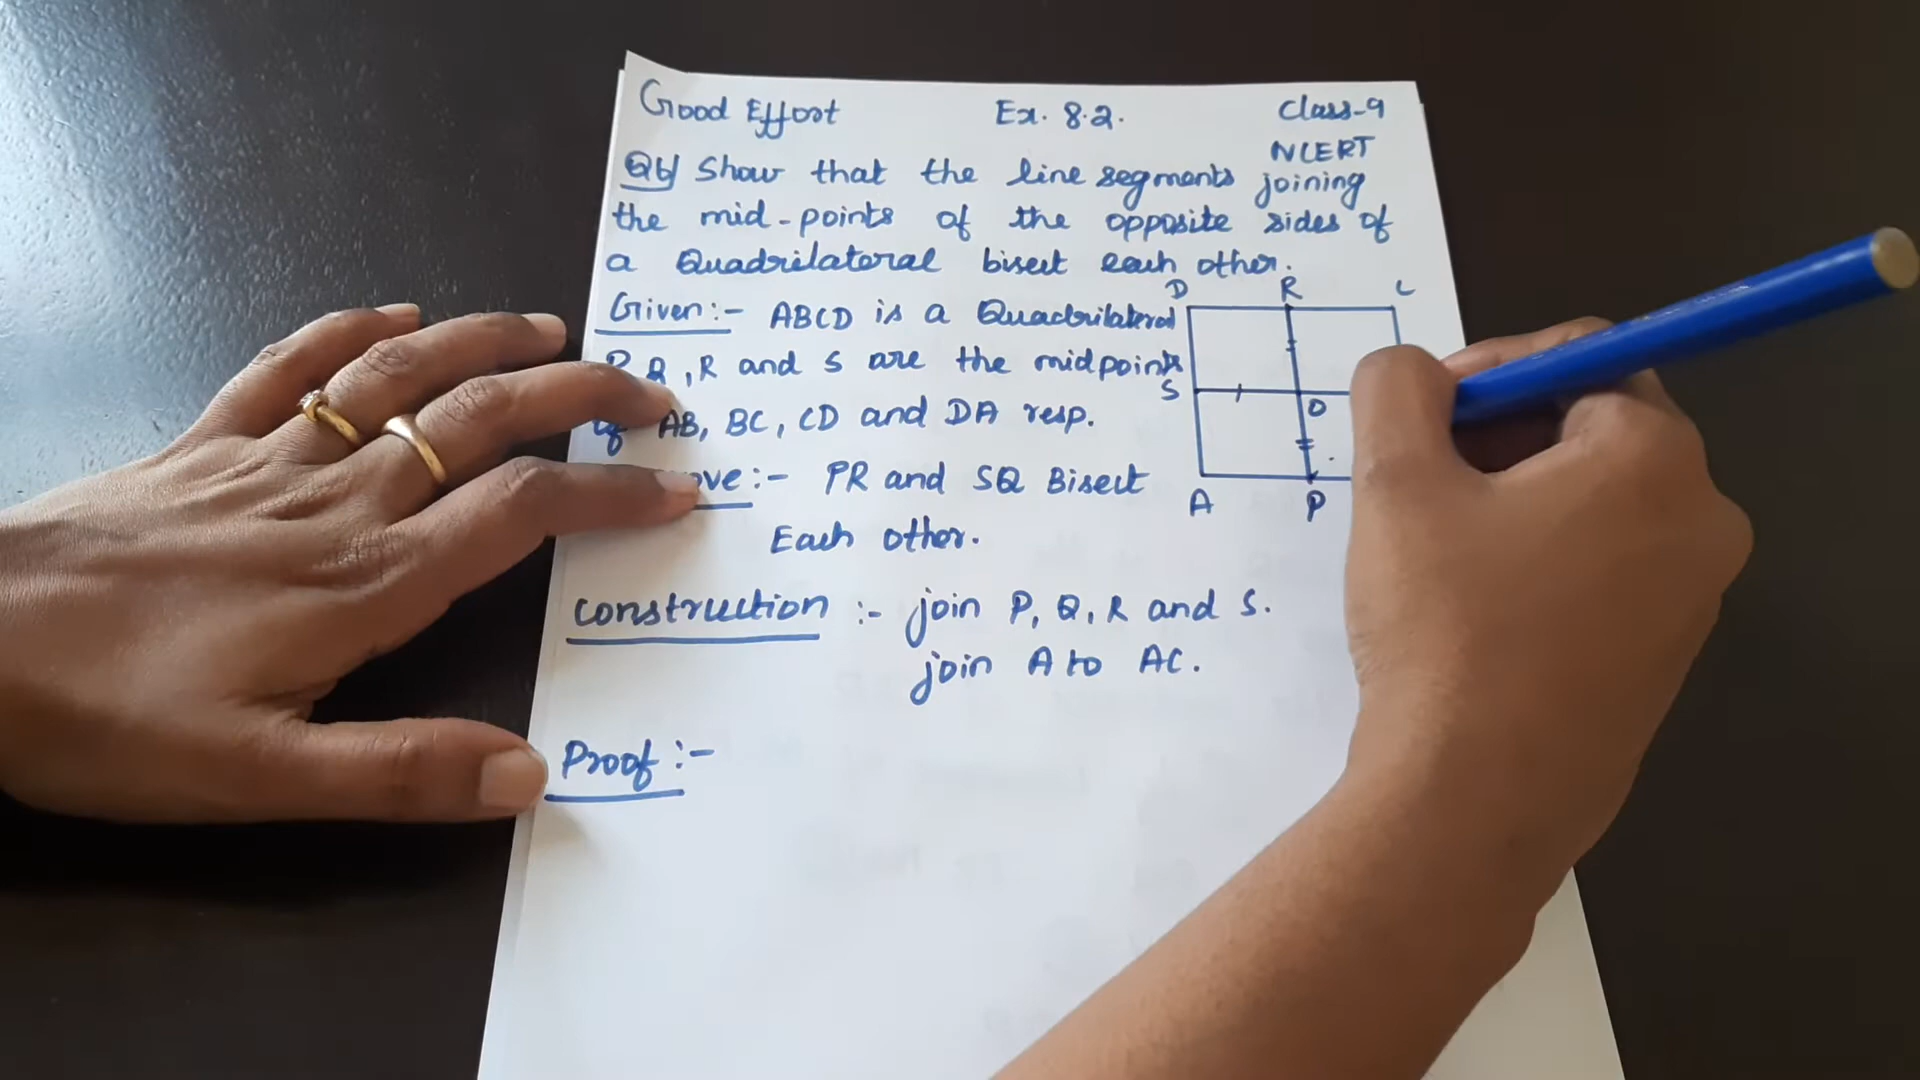 Good Effort Ex. 8.2. Class-9
NCERT
Q6) Show that the line segments joining
the mid-points of the opposite sides of
a Quadrilateral bisect each other.
Given:- ABCD is a Quadrilateral
P, Q, R and S are the midpoints
of AB, BC, CD and DA resp.
:- PR and SQ Bisect
Each other.
Construction :- join P, Q, R and S.
join A to AC.
Proof :-
D R C
S O
A P